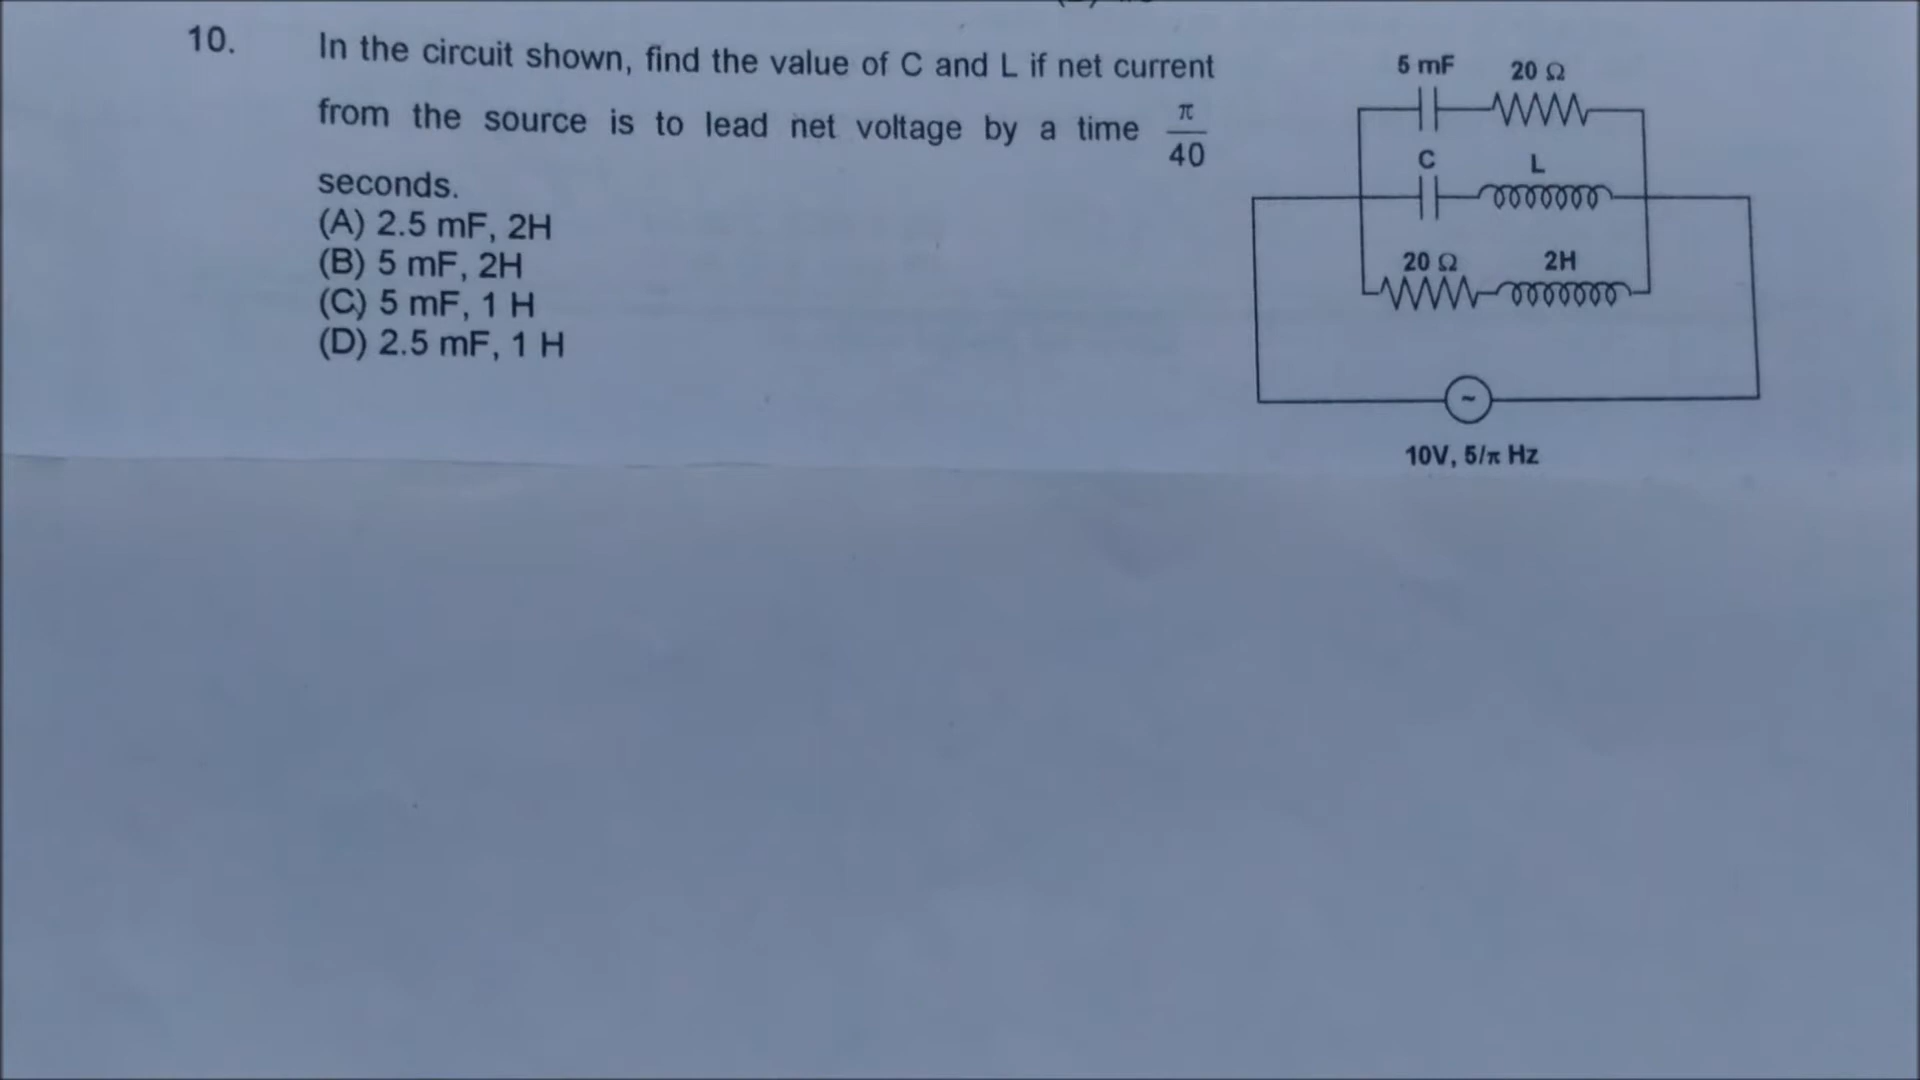 10. In the circuit shown, find the value of C and L if net current
from the source is to lead net voltage by a time π/40
seconds.
(A) 2.5 mF, 2H
(B) 5 mF, 2H
(C) 5 mF, 1 H
(D) 2.5 mF, 1 H
5 mF 20 Ω
C L
20 Ω 2H
~
10V, 5/π Hz